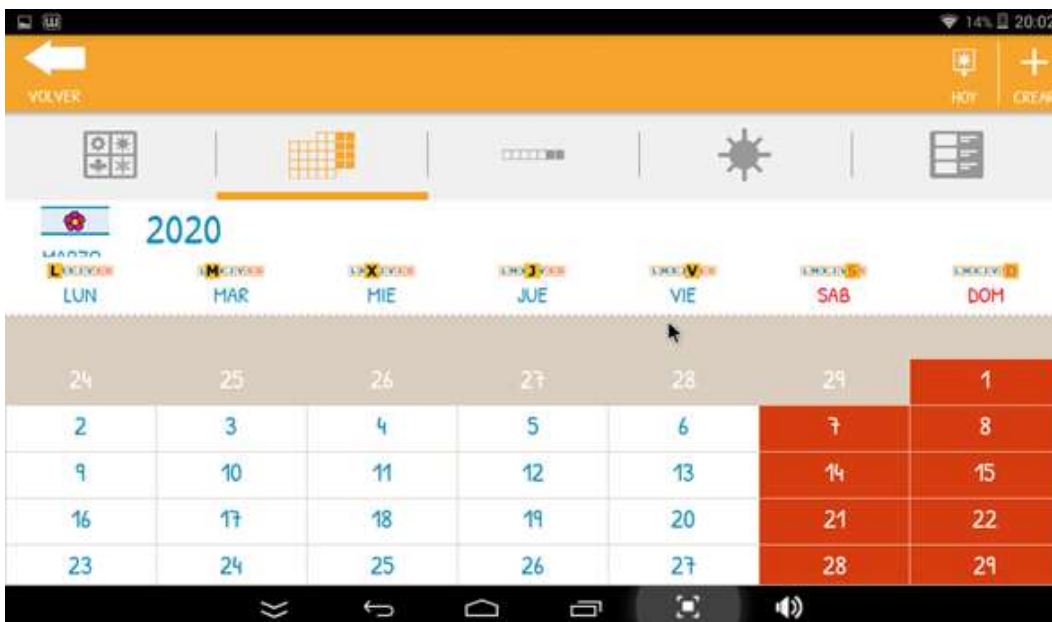 14% 20:02
VOLVER HOY CREAR
2020
MARZO
LUN MAR MIE JUE VIE SAB DOM
24 25 26 27 28 29 1
2 3 4 5 6 7 8
9 10 11 12 13 14 15
16 17 18 19 20 21 22
23 24 25 26 27 28 29